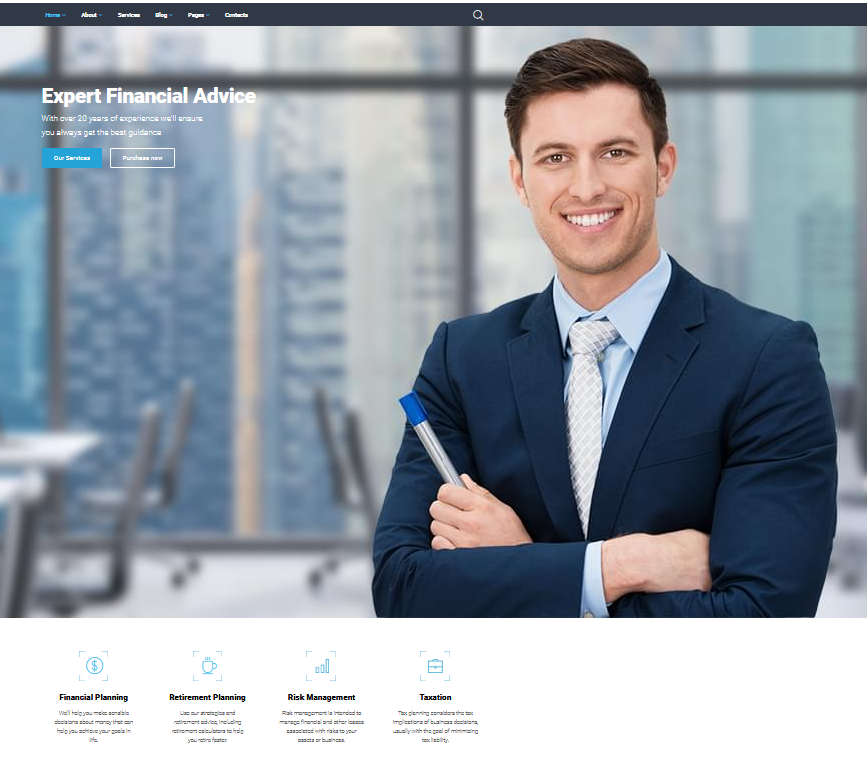 Home About Services Blog Pages Contacts
Expert Financial Advice
With over 20 years of experience we'll ensure
you always get the best guidance
Our Services Purchase now
Financial Planning Retirement Planning Risk Management Taxation
We'll help you make sensible
decisions about money that can
help you achieve your goals in
life.
Use our strategies and
retirement advice, including
retirement calculators to help
you retire faster.
Risk management is intended to
manage financial and other losses
associated with risks to your
assets or business.
Tax planning considers the tax
implications of business decisions,
usually with the goal of minimizing
tax liability.